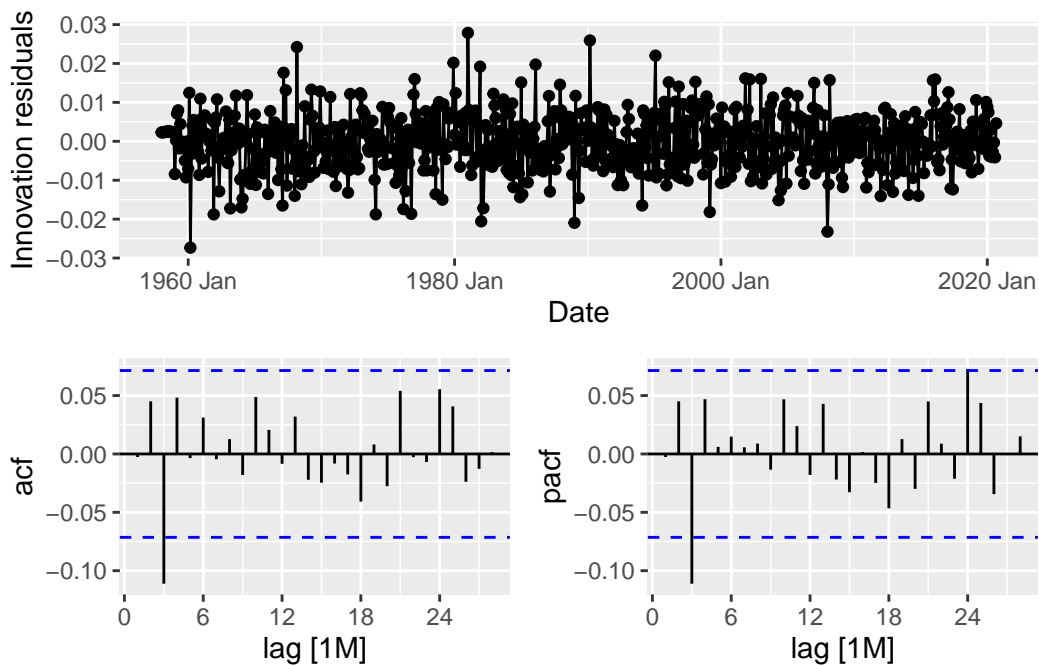 Innovation residuals
0.03
0.02
0.01
0.00
−0.01
−0.02
−0.03
1960 Jan 1980 Jan 2000 Jan 2020 Jan
Date
acf
0.05
0.00
−0.05
−0.10
0 6 12 18 24
lag [1M]
pacf
0.05
0.00
−0.05
−0.10
0 6 12 18 24
lag [1M]